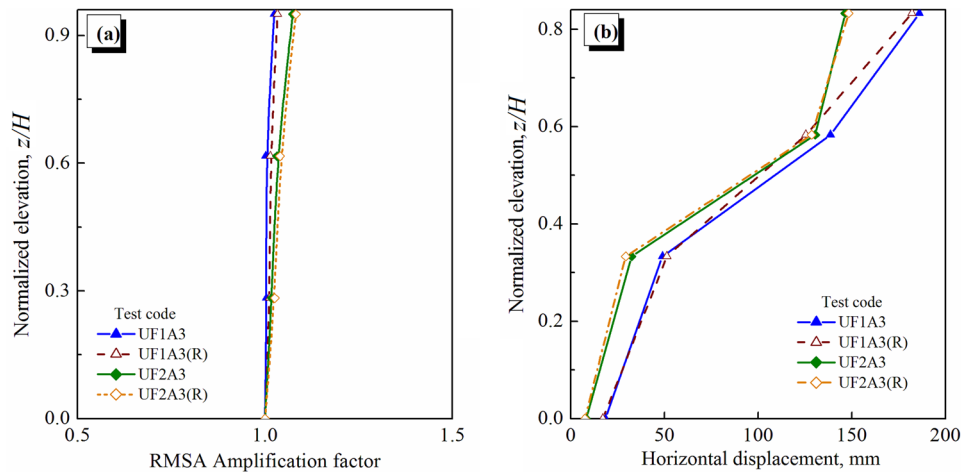 (a)
Normalized elevation, z/H
0.9
0.6
0.3
0.0
0.5
1.0
1.5
RMSA Amplification factor
Test code
UF1A3
UF1A3(R)
UF2A3
UF2A3(R)
(b)
Normalized elevation, z/H
0.8
0.6
0.4
0.2
0.0
0
50
100
150
200
Horizontal displacement, mm
Test code
UF1A3
UF1A3(R)
UF2A3
UF2A3(R)